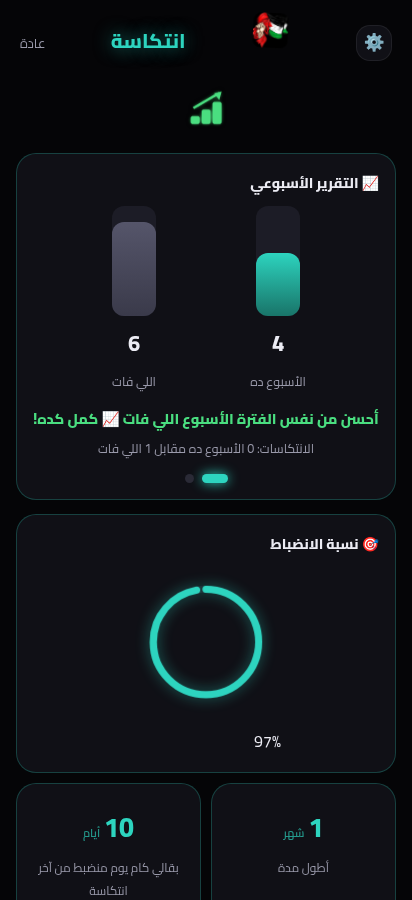 انتكاسة
عادة
📈 التقرير الأسبوعي
4
6
الأسبوع ده
اللي فات
أحسن من نفس الفترة الأسبوع اللي فات 📈 كمل كده!
الانتكاسات: 0 الأسبوع ده مقابل 1 اللي فات
🎯 نسبة الانضباط
97%
1 شهر
أطول مدة
10 أيام
بقالي كام يوم منضبط من آخر
انتكاسة